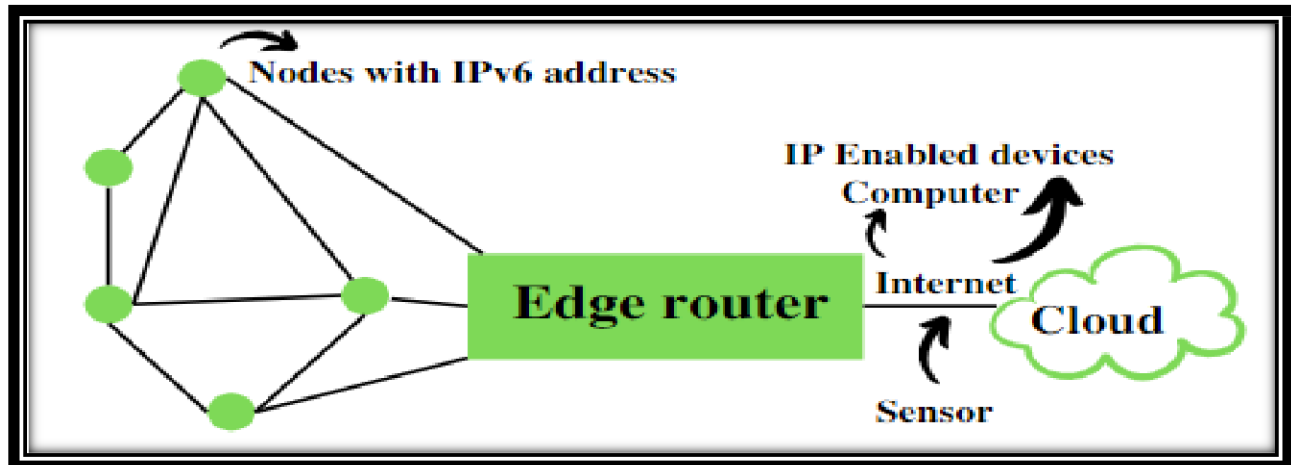 Nodes with IPv6 address
IP Enabled devices
Computer
Edge router
Internet
Cloud
Sensor